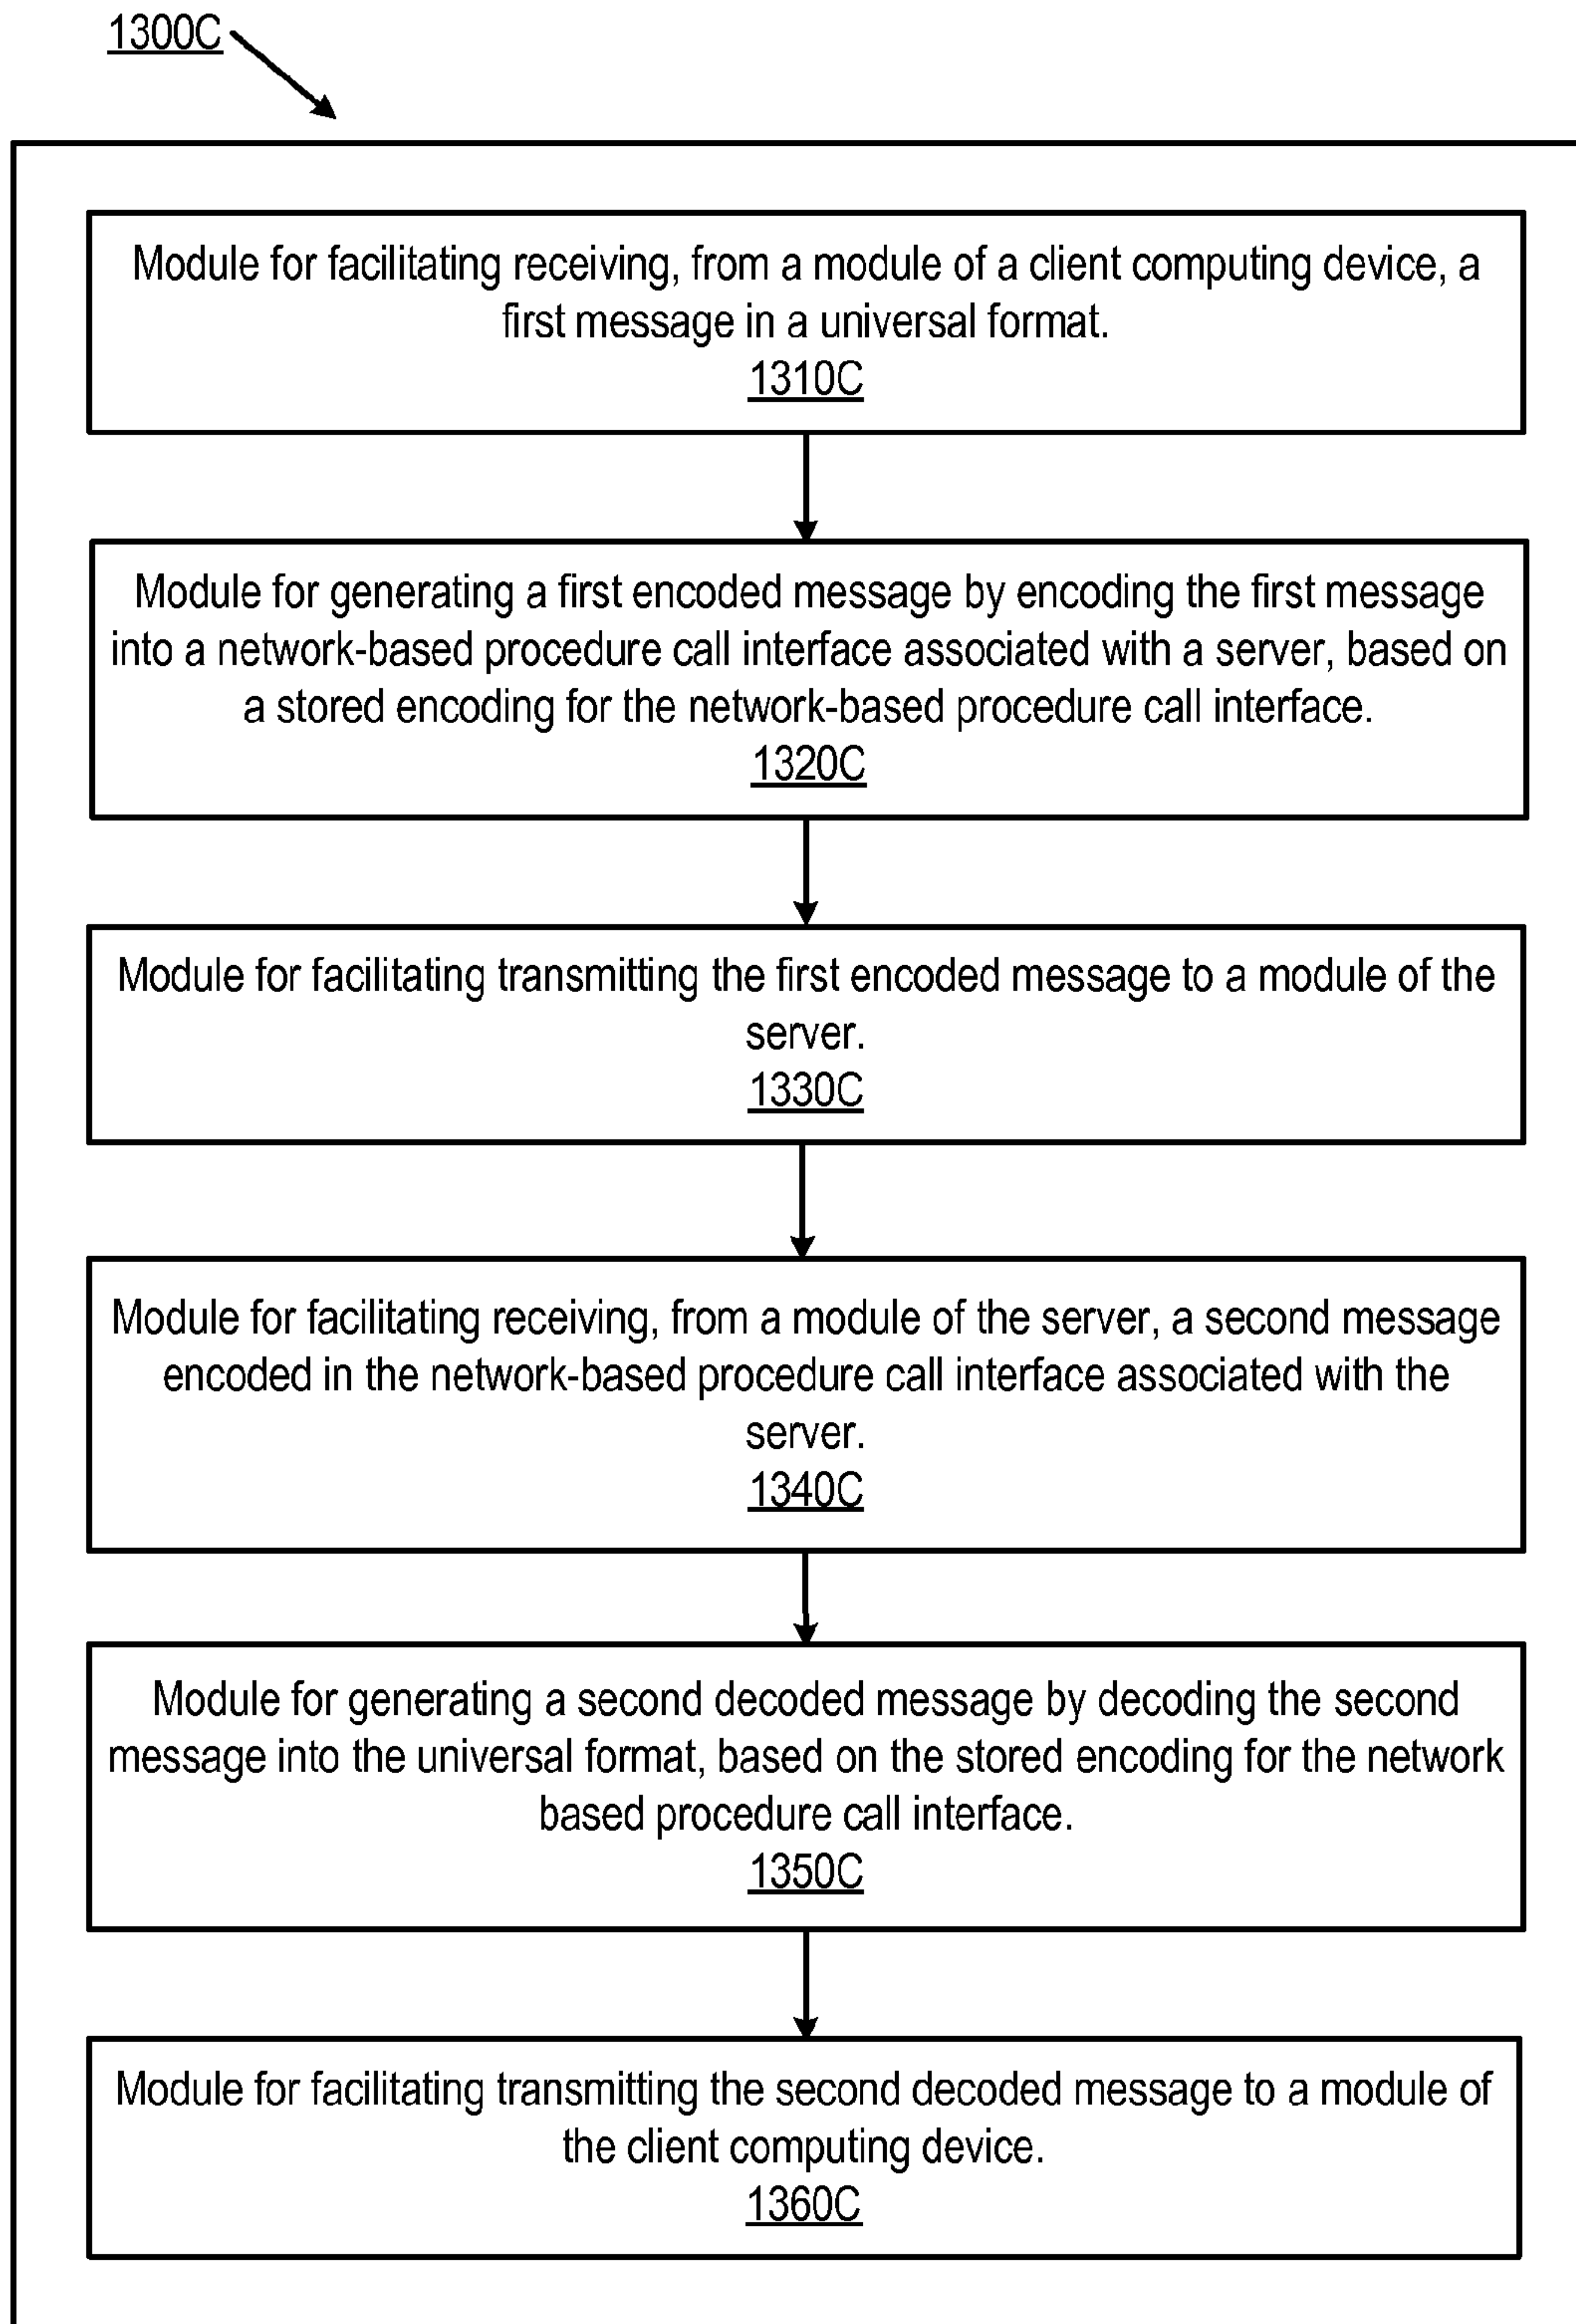 1300C
Module for facilitating receiving, from a module of a client computing device, a
first message in a universal format.
1310C
Module for generating a first encoded message by encoding the first message
into a network-based procedure call interface associated with a server, based on
a stored encoding for the network-based procedure call interface.
1320C
Module for facilitating transmitting the first encoded message to a module of the
server.
1330C
Module for facilitating receiving, from a module of the server, a second message
encoded in the network-based procedure call interface associated with the
server.
1340C
Module for generating a second decoded message by decoding the second
message into the universal format, based on the stored encoding for the network
based procedure call interface.
1350C
Module for facilitating transmitting the second decoded message to a module of
the client computing device.
1360C